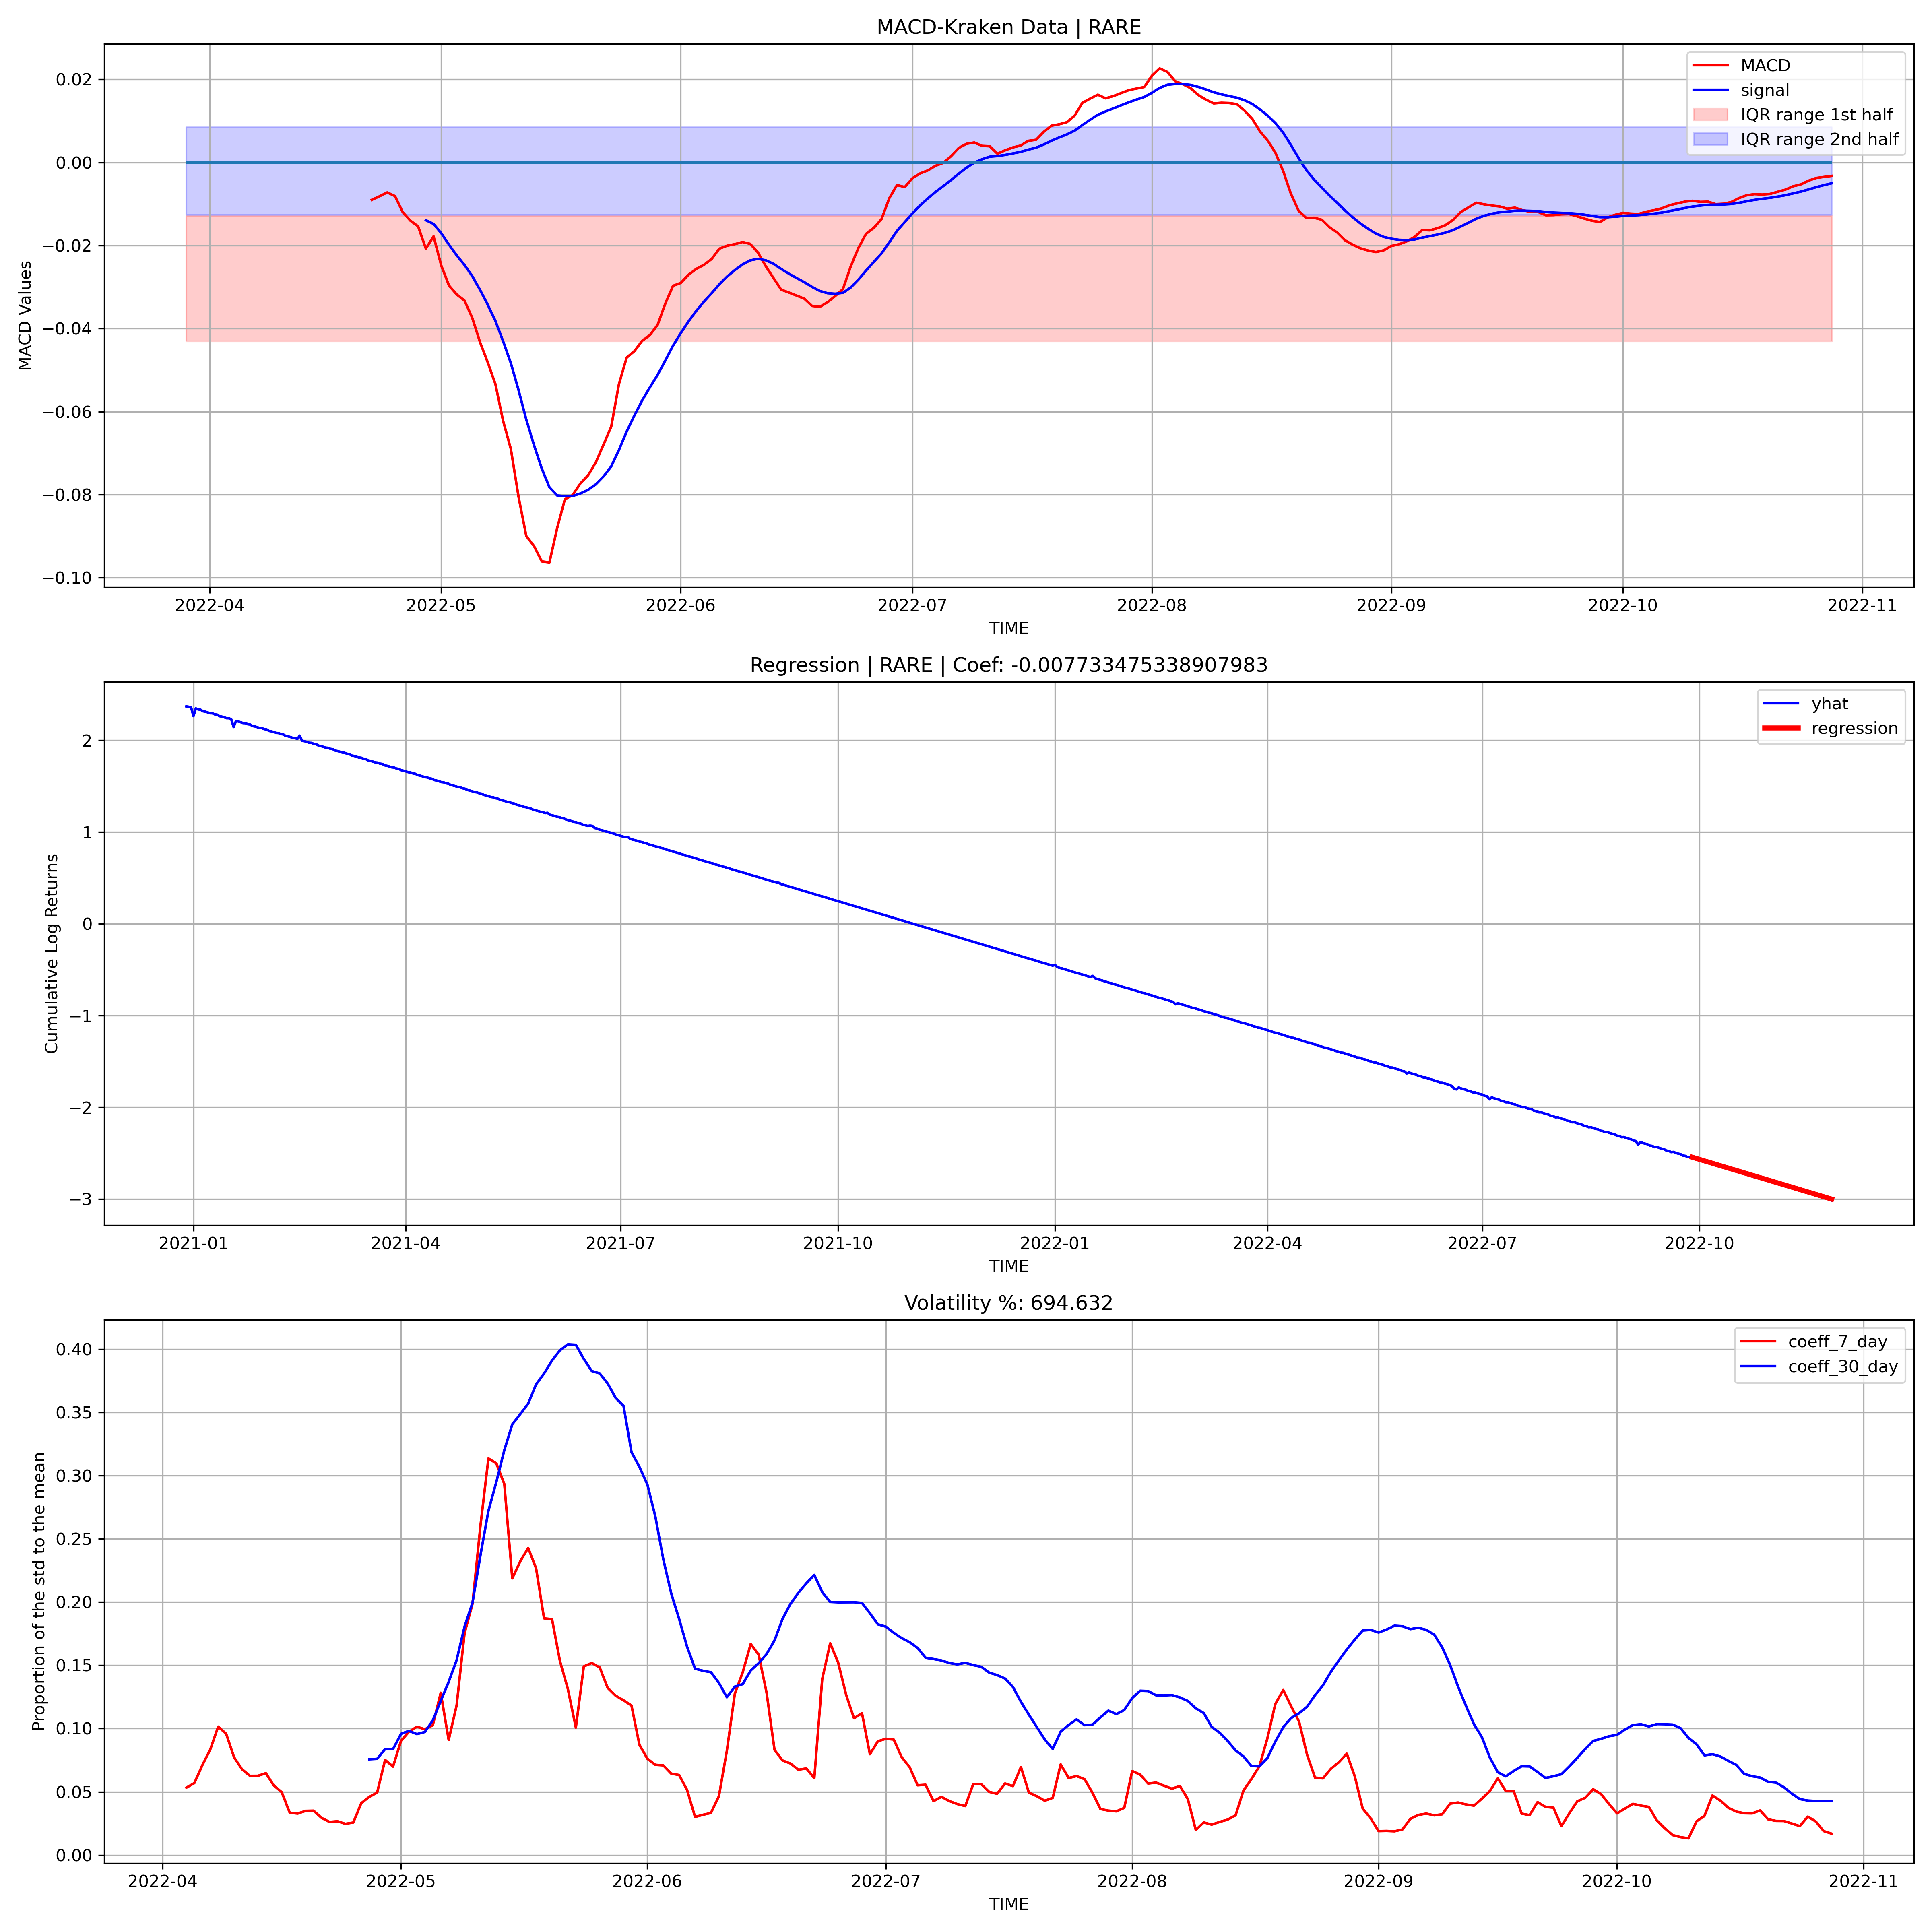 MACD-Kraken Data | RARE
MACD
signal
IQR range 1st half
IQR range 2nd half
MACD Values
0.02
0.00
−0.02
−0.04
−0.06
−0.08
−0.10
2022-04 2022-05 2022-06 2022-07 2022-08 2022-09 2022-10 2022-11
TIME
Regression | RARE | Coef: -0.007733475338907983
yhat
regression
Cumulative Log Returns
2
1
0
−1
−2
−3
2021-01 2021-04 2021-07 2021-10 2022-01 2022-04 2022-07 2022-10
TIME
Volatility %: 694.632
coeff_7_day
coeff_30_day
Proportion of the std to the mean
0.40
0.35
0.30
0.25
0.20
0.15
0.10
0.05
0.00
2022-04 2022-05 2022-06 2022-07 2022-08 2022-09 2022-10 2022-11
TIME